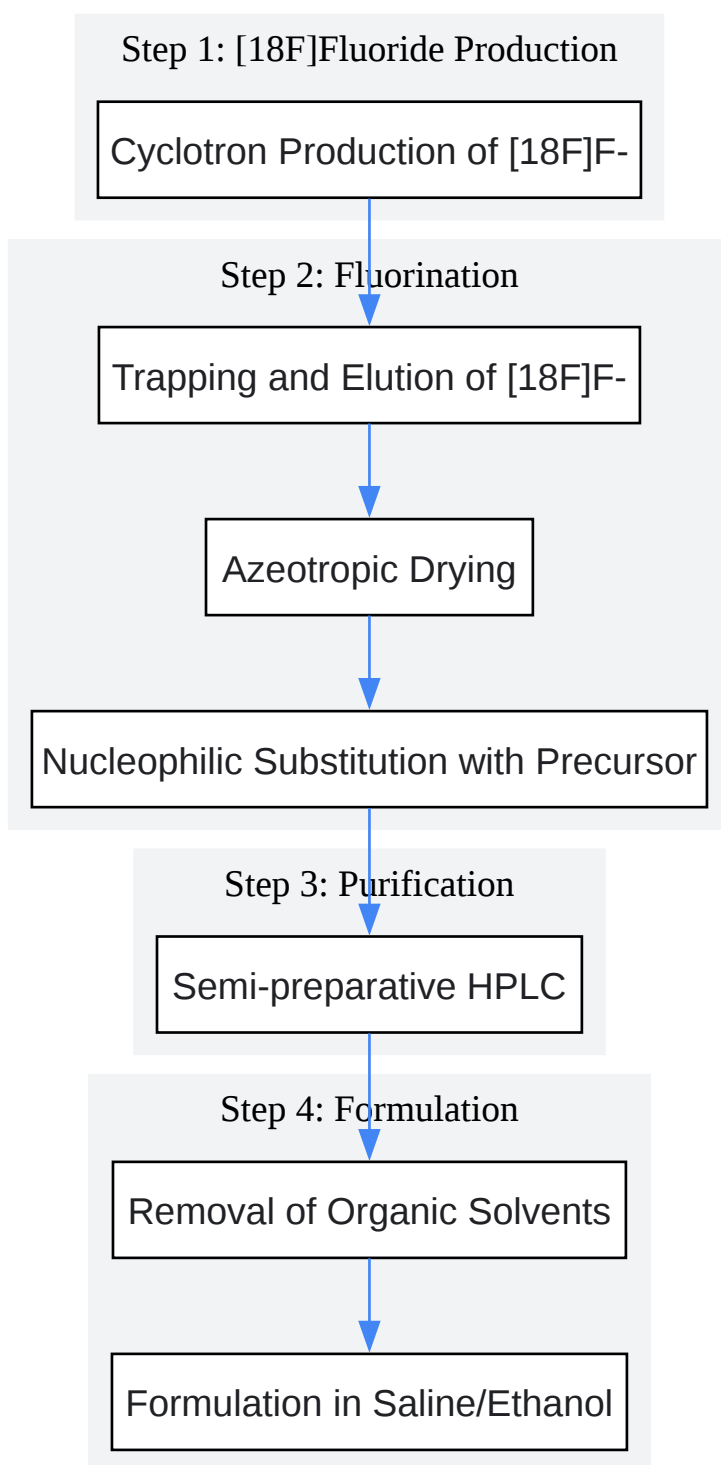 Step 1: [18F]Fluoride Production
Cyclotron Production of [18F]F-
Step 2: Fluorination
Trapping and Elution of [18F]F-
Azeotropic Drying
Nucleophilic Substitution with Precursor
Step 3: Purification
Semi-preparative HPLC
Step 4: Formulation
Removal of Organic Solvents
Formulation in Saline/Ethanol